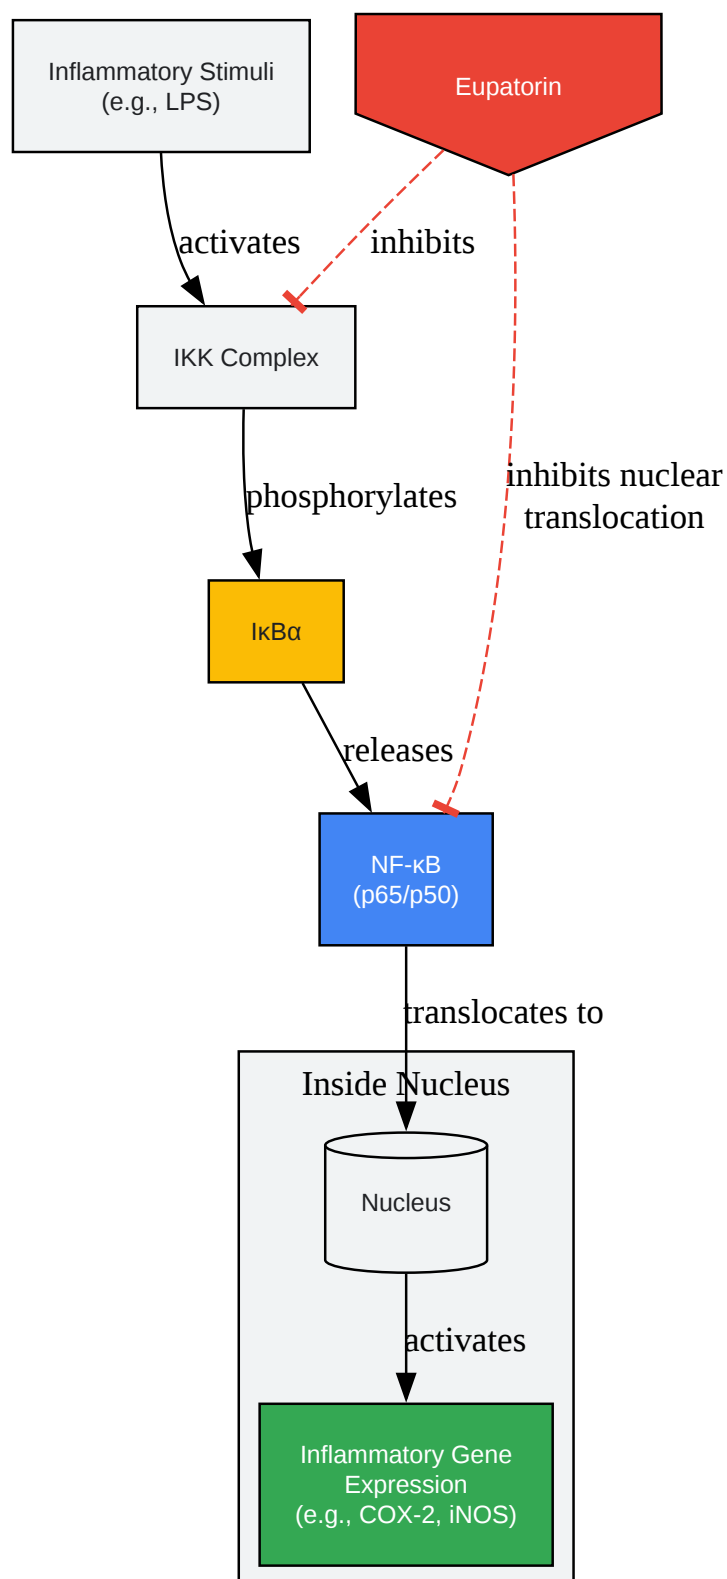 Inflammatory Stimuli
(e.g., LPS)
Eupatorin
activates
inhibits
IKK Complex
phosphorylates
inhibits nuclear
translocation
IκBα
releases
NF-κB
(p65/p50)
translocates to
Inside Nucleus
Nucleus
activates
Inflammatory Gene
Expression
(e.g., COX-2, iNOS)